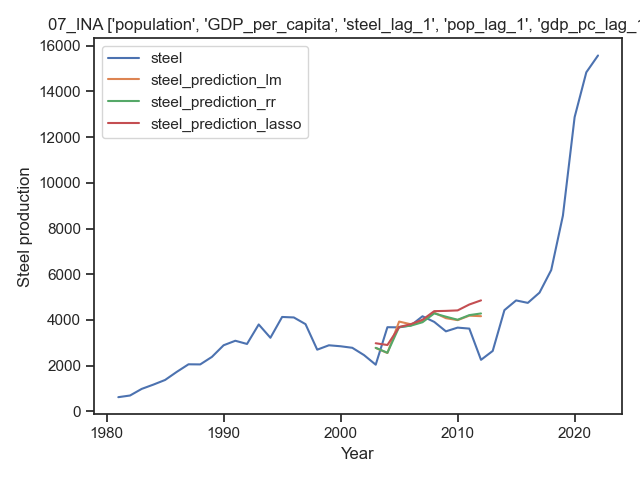 07_INA ['population', 'GDP_per_capita', 'steel_lag_1', 'pop_lag_1', 'gdp_pc_lag_1
16000
14000
12000
10000
8000
6000
4000
2000
0
Steel production
steel
steel_prediction_lm
steel_prediction_rr
steel_prediction_lasso
1980
1990
2000
2010
2020
Year